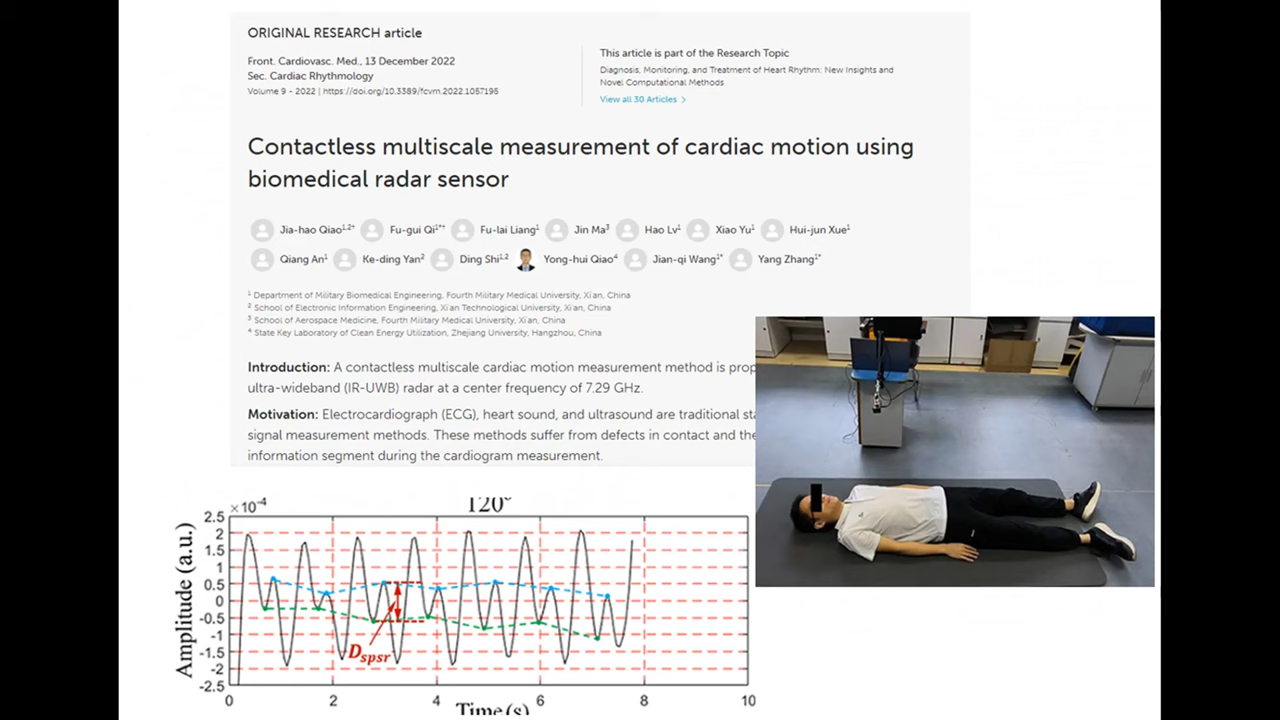 ORIGINAL RESEARCH article
Front. Cardiovasc. Med., 13 December 2022
Sec. Cardiac Rhythmology
Volume 9 - 2022 | https://doi.org/10.3389/fcvm.2022.1057195
This article is part of the Research Topic
Diagnosis, Monitoring, and Treatment of Heart Rhythm: New Insights and
Novel Computational Methods
View all 30 Articles >
Contactless multiscale measurement of cardiac motion using
biomedical radar sensor
Jia-hao Qiao1,2† Fu-gui Qi1*† Fu-lai Liang1 Jin Ma3 Hao Lv1 Xiao Yu1 Hui-jun Xue1
Qiang An1 Ke-ding Yan2 Ding Shi1,2 Yong-hui Qiao4 Jian-qi Wang1* Yang Zhang1*
1 Department of Military Biomedical Engineering, Fourth Military Medical University, Xi'an, China
2 School of Electronic Information Engineering, Xi'an Technological University, Xi'an, China
3 School of Aerospace Medicine, Fourth Military Medical University, Xi'an, China
4 State Key Laboratory of Clean Energy Utilization, Zhejiang University, Hangzhou, China
Introduction: A contactless multiscale cardiac motion measurement method is prop
ultra-wideband (IR-UWB) radar at a center frequency of 7.29 GHz.
Motivation: Electrocardiograph (ECG), heart sound, and ultrasound are traditional sta
signal measurement methods. These methods suffer from defects in contact and the
information segment during the cardiogram measurement.
×10-4
120°
2.5
2
1.5
1
0.5
0
-0.5
-1
-1.5
-2
-2.5
Amplitude (a.u.)
Dspsr
0 2 4 6 8 10
Time (s)